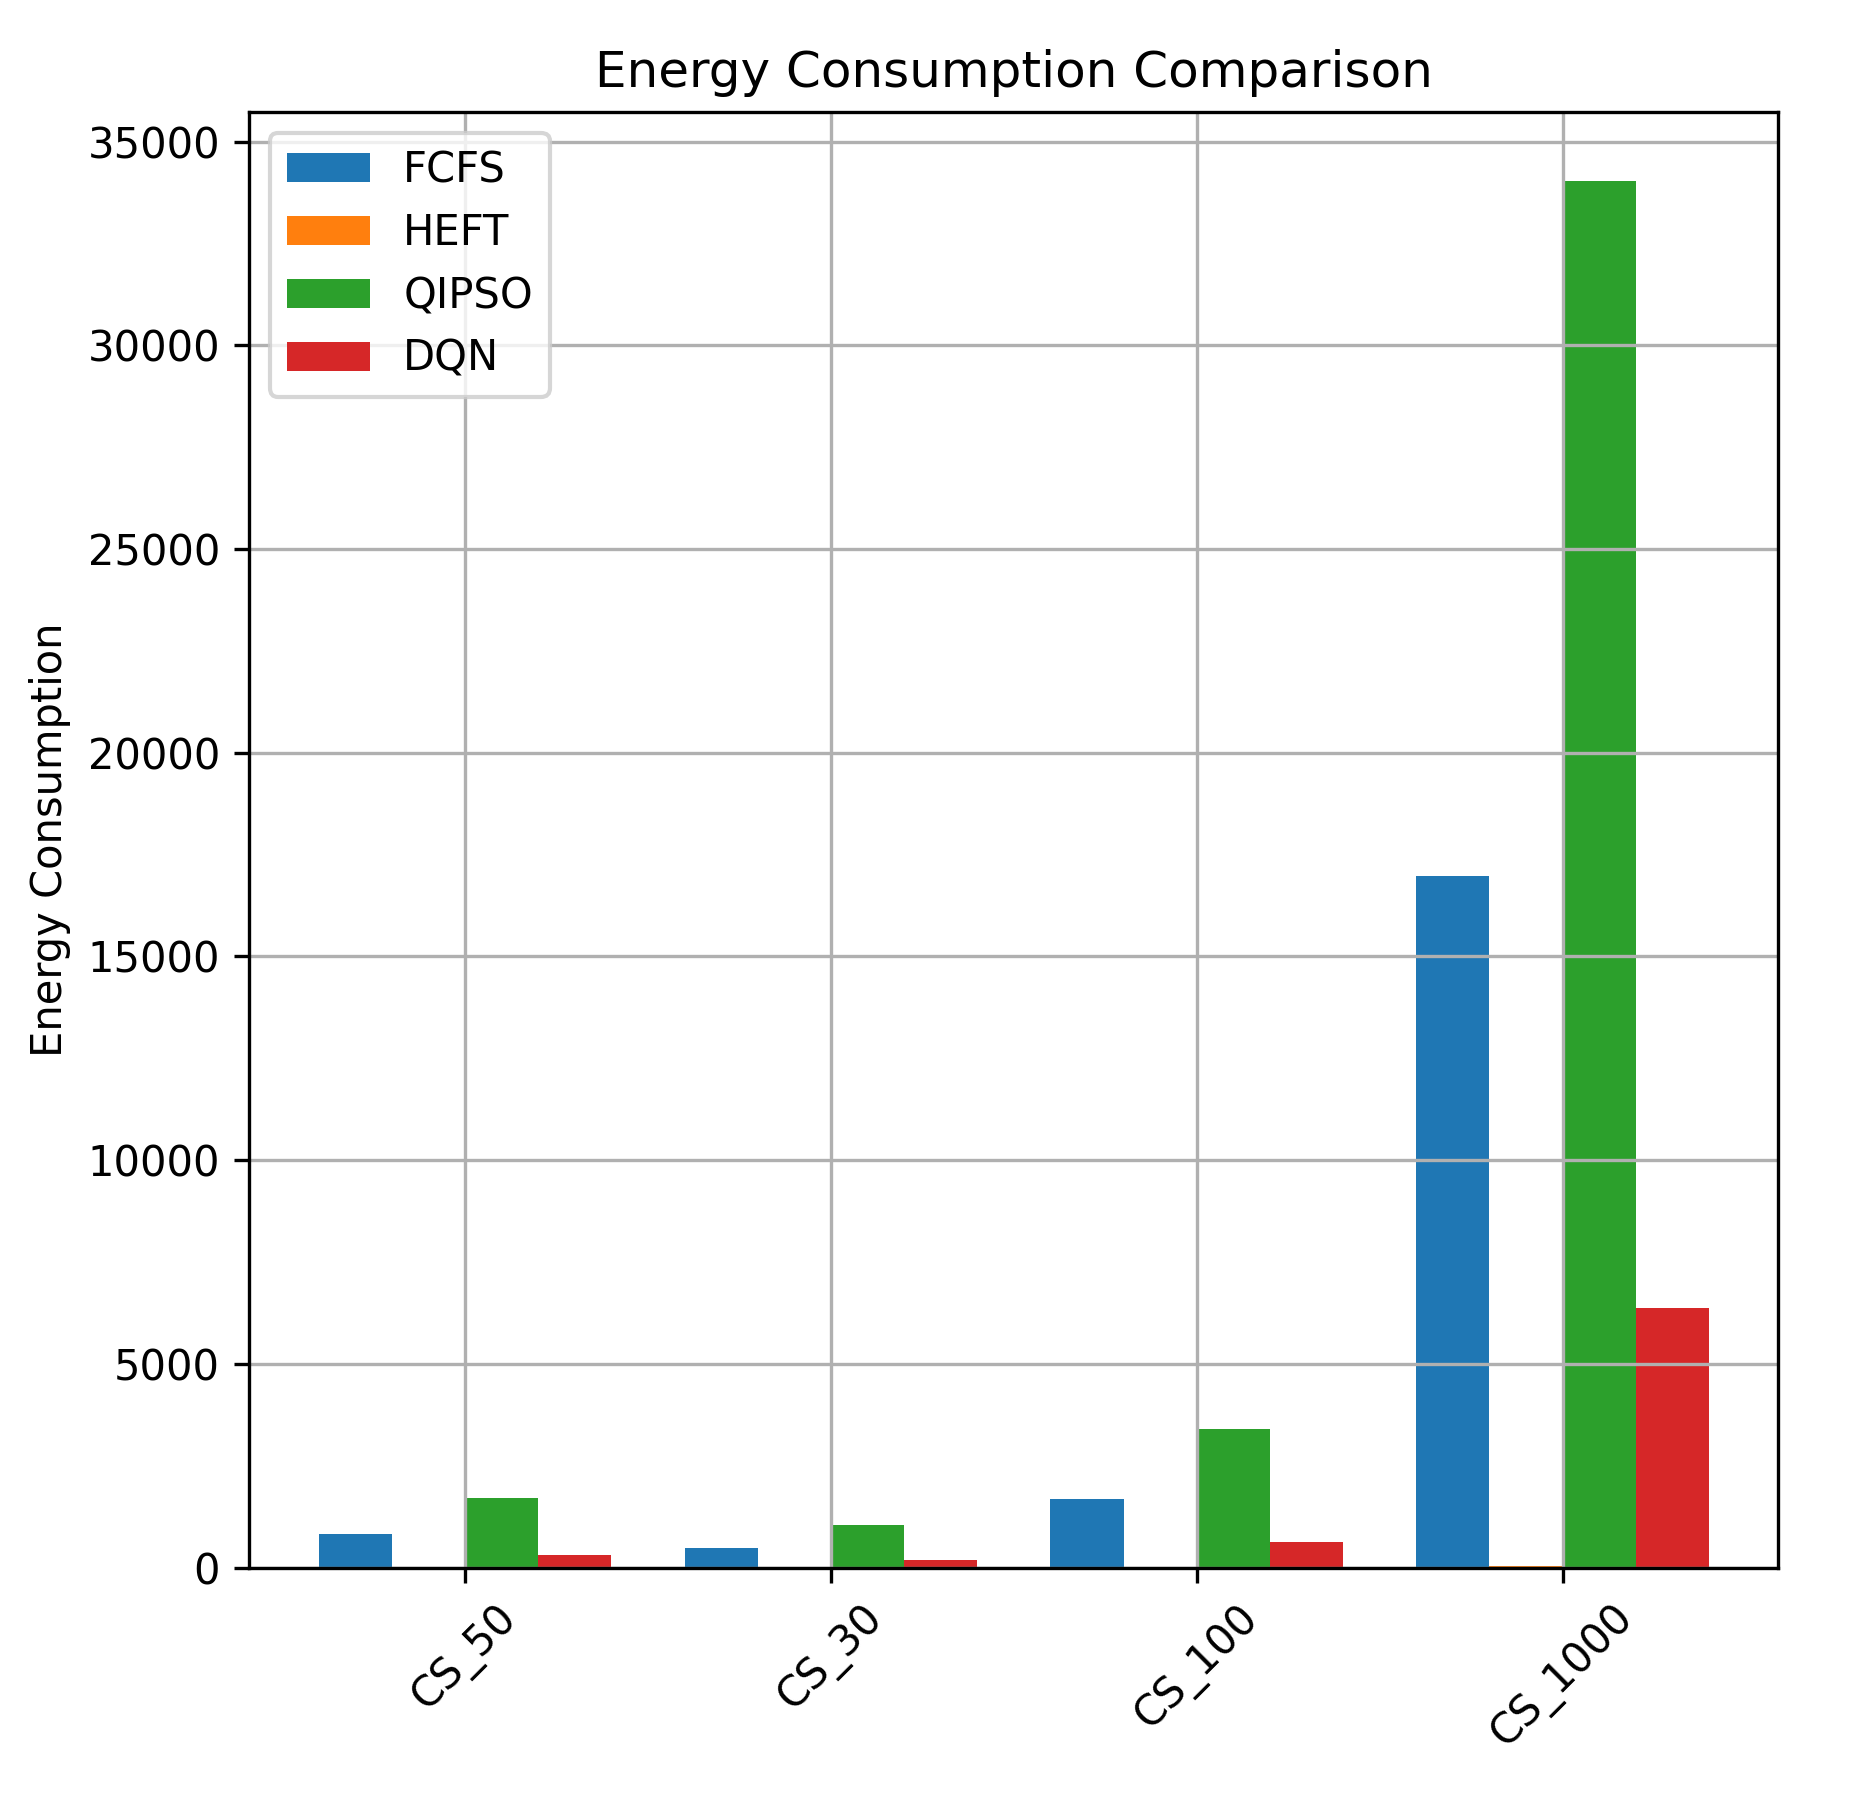 Energy Consumption Comparison
35000
30000
25000
20000
15000
10000
5000
0
Energy Consumption
FCFS
HEFT
QIPSO
DQN
CS_50
CS_30
CS_100
CS_1000